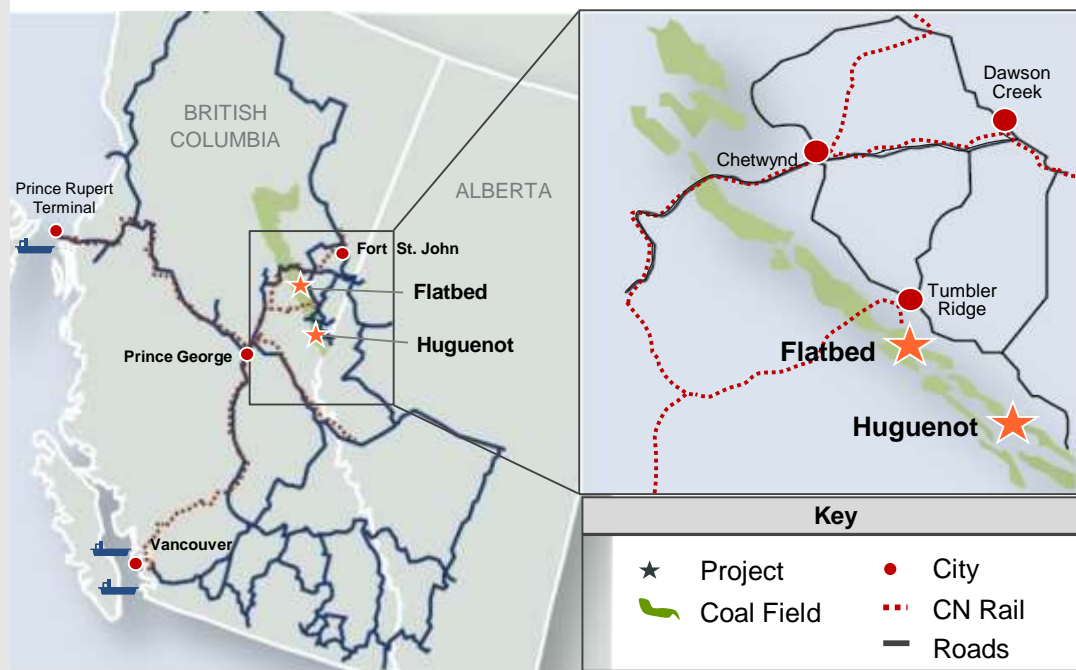 BRITISH
COLUMBIA
ALBERTA
Prince Rupert
Terminal
Fort St. John
Flatbed
Huguenot
Prince George
Vancouver
Dawson
Creek
Chetwynd
Tumbler
Ridge
Flatbed
Huguenot
Key
Project
City
Coal Field
CN Rail
Roads